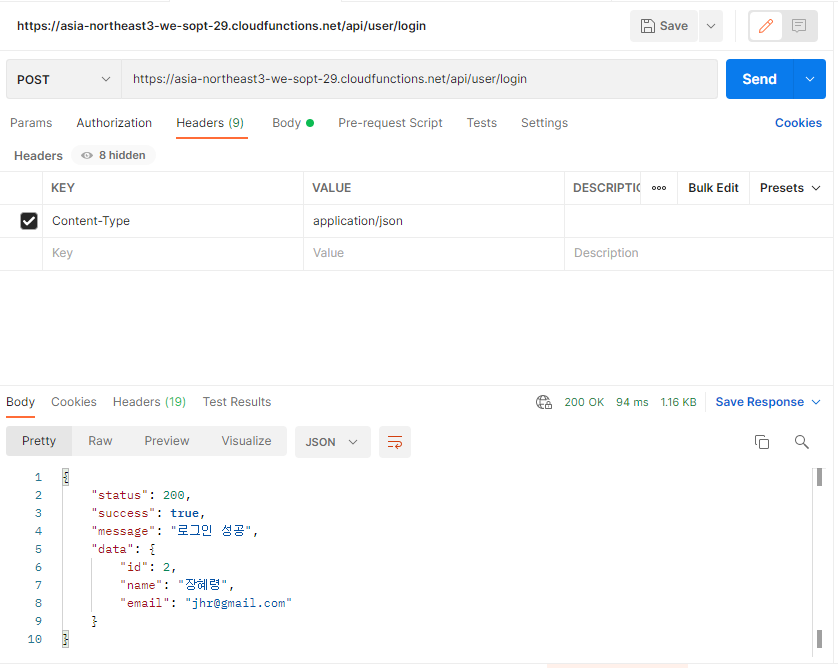 https://asia-northeast3-we-sopt-29.cloudfunctions.net/api/user/login Save
POST https://asia-northeast3-we-sopt-29.cloudfunctions.net/api/user/login Send
Params Authorization Headers (9) Body Pre-request Script Tests Settings Cookies
Headers 8 hidden
KEY VALUE DESCRIPTIO Bulk Edit Presets
Content-Type application/json
Key Value Description
Body Cookies Headers (19) Test Results 200 OK 94 ms 1.16 KB Save Response
Pretty Raw Preview Visualize JSON
1 {
2 "status": 200,
3 "success": true,
4 "message": "로그인 성공",
5 "data": {
6 "id": 2,
7 "name": "장혜령",
8 "email": "jhr@gmail.com"
9 }
10 }